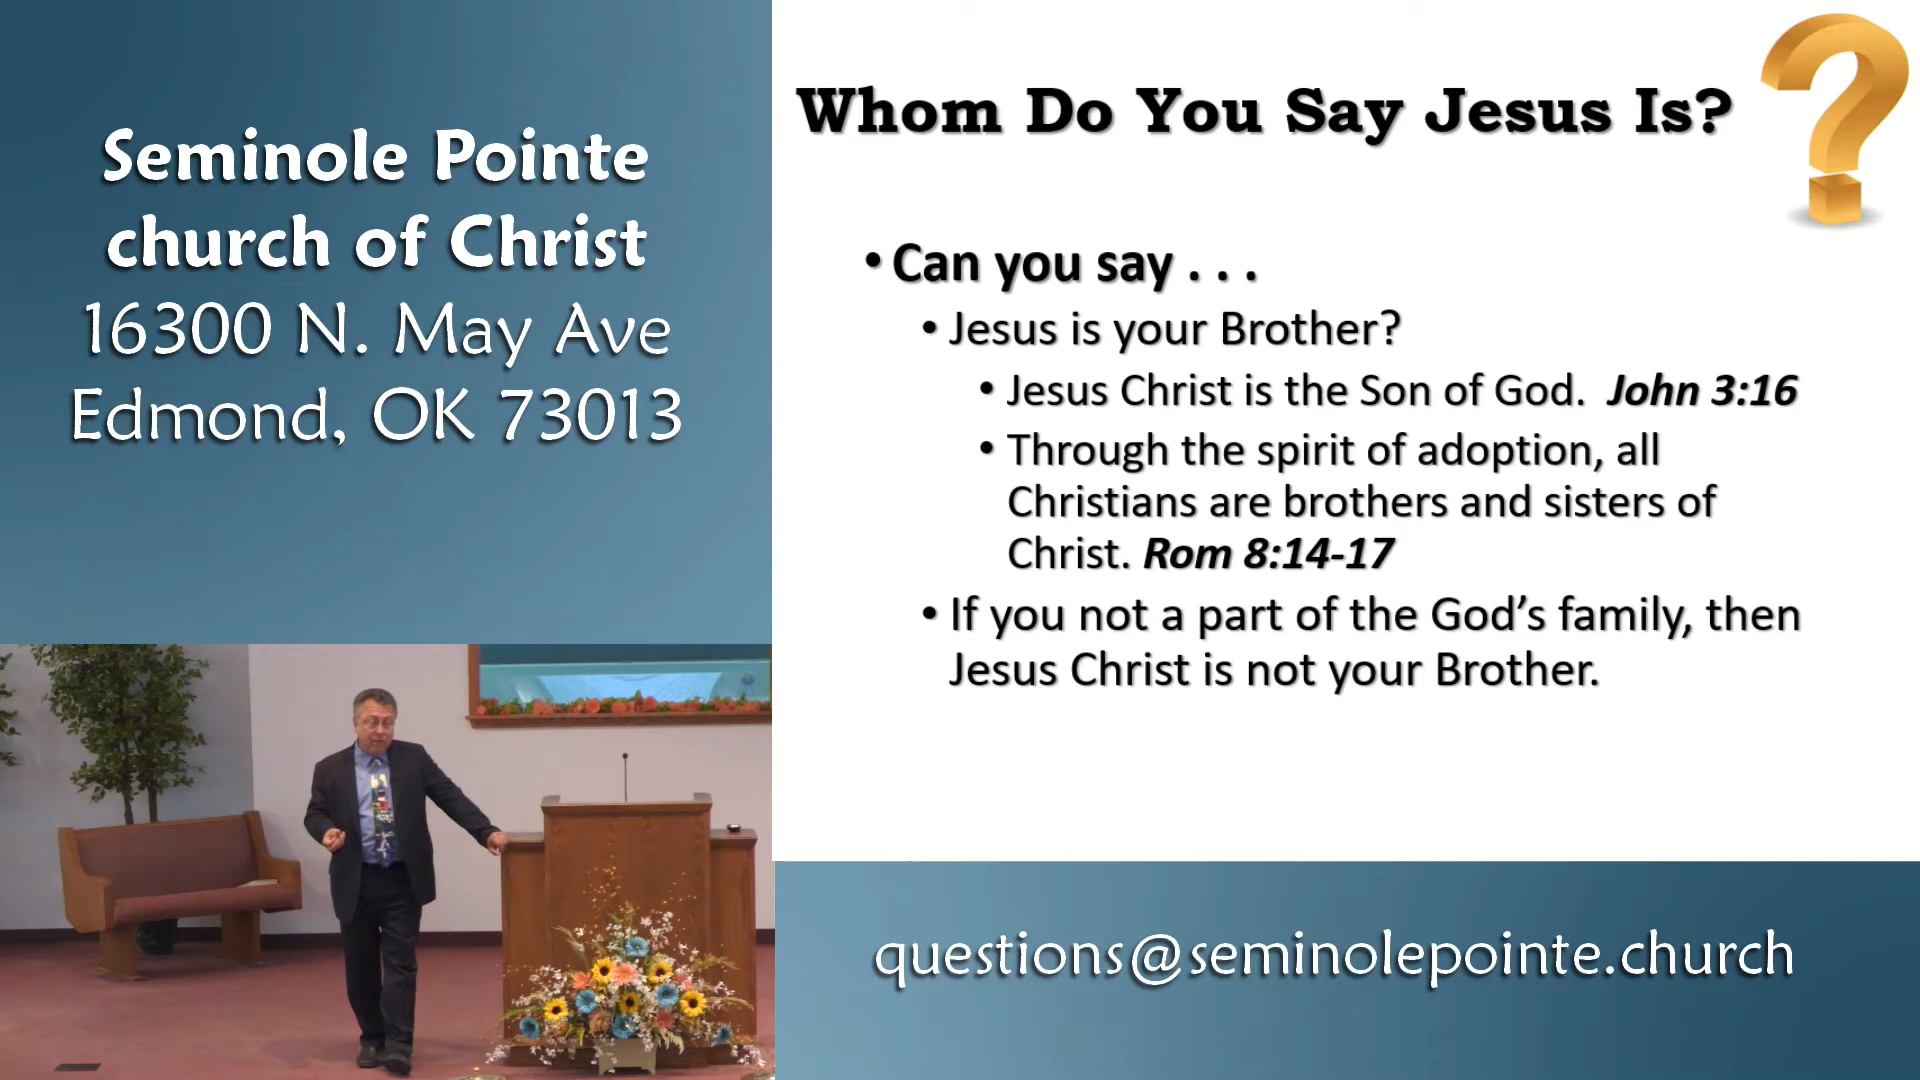 Seminole Pointe
church of Christ
16300 N. May Ave
Edmond, OK 73013
Whom Do You Say Jesus Is?
• Can you say . . .
• Jesus is your Brother?
• Jesus Christ is the Son of God. John 3:16
• Through the spirit of adoption, all
Christians are brothers and sisters of
Christ. Rom 8:14-17
• If you not a part of the God’s family, then
Jesus Christ is not your Brother.
questions@seminolepointe.church